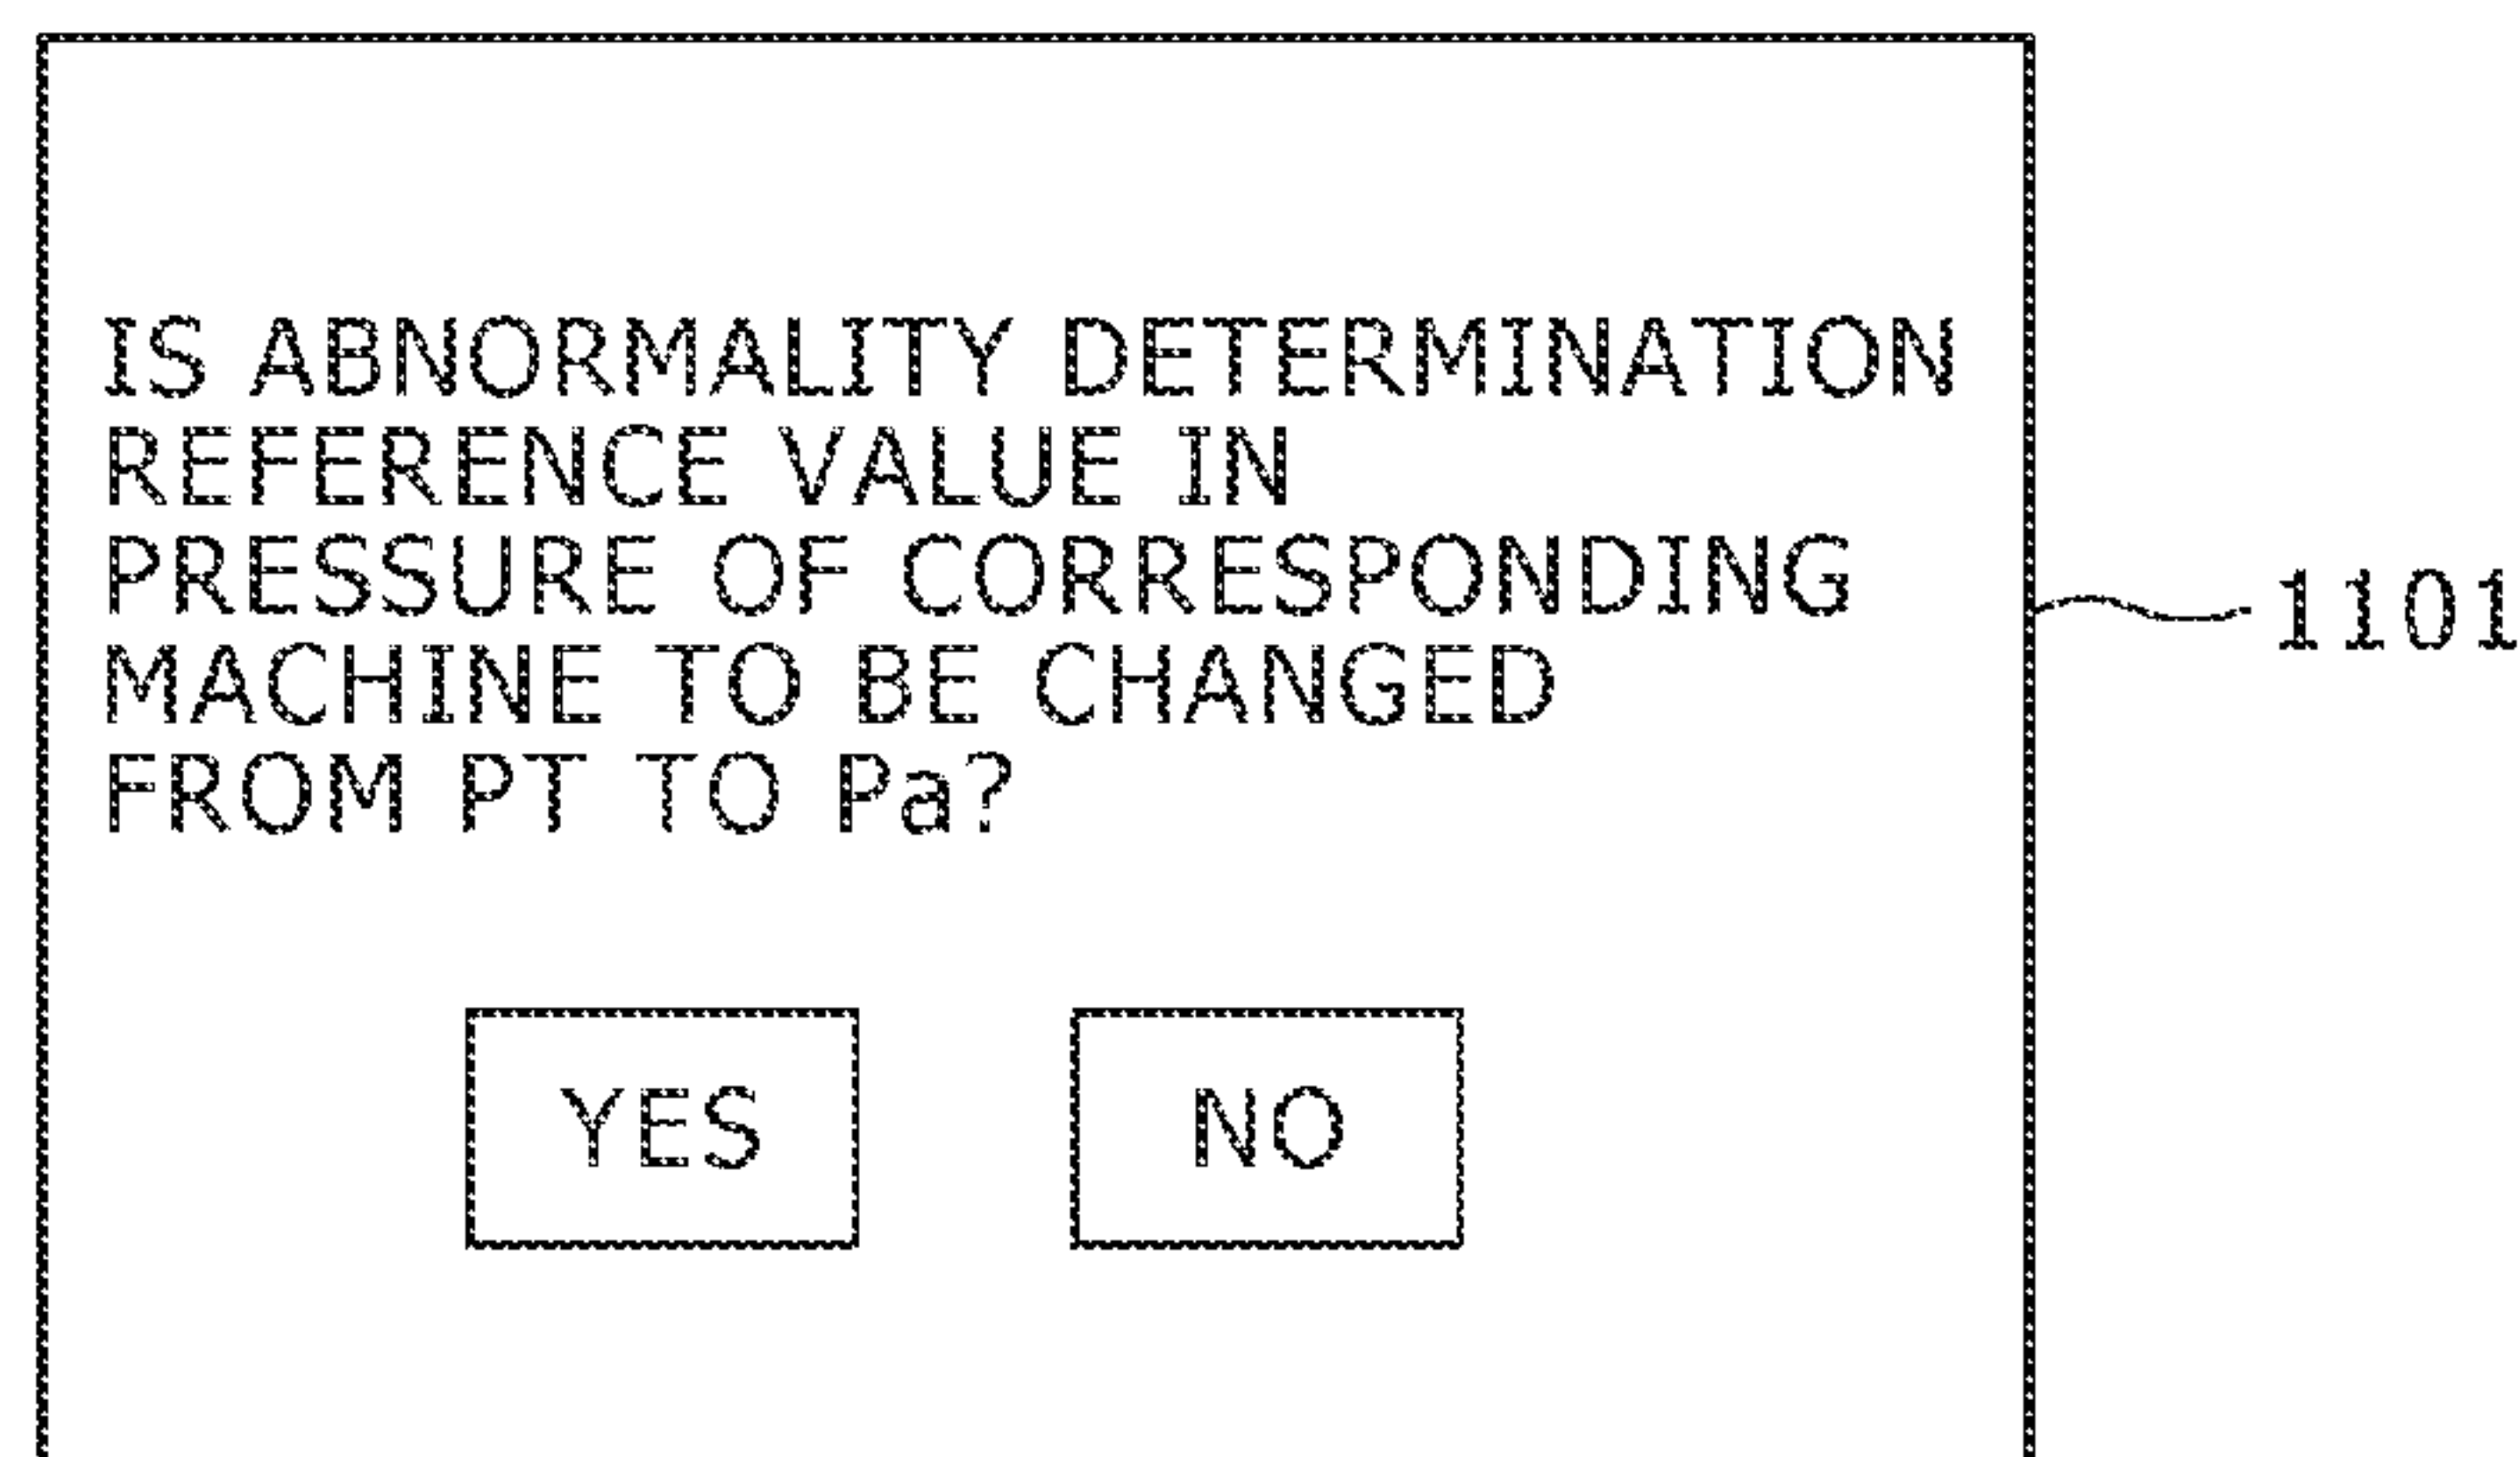 IS ABNORMALITY DETERMINATION
REFERENCE VALUE IN
PRESSURE OF CORRESPONDING
MACHINE TO BE CHANGED
FROM PT TO Pa?
1101
YES
NO